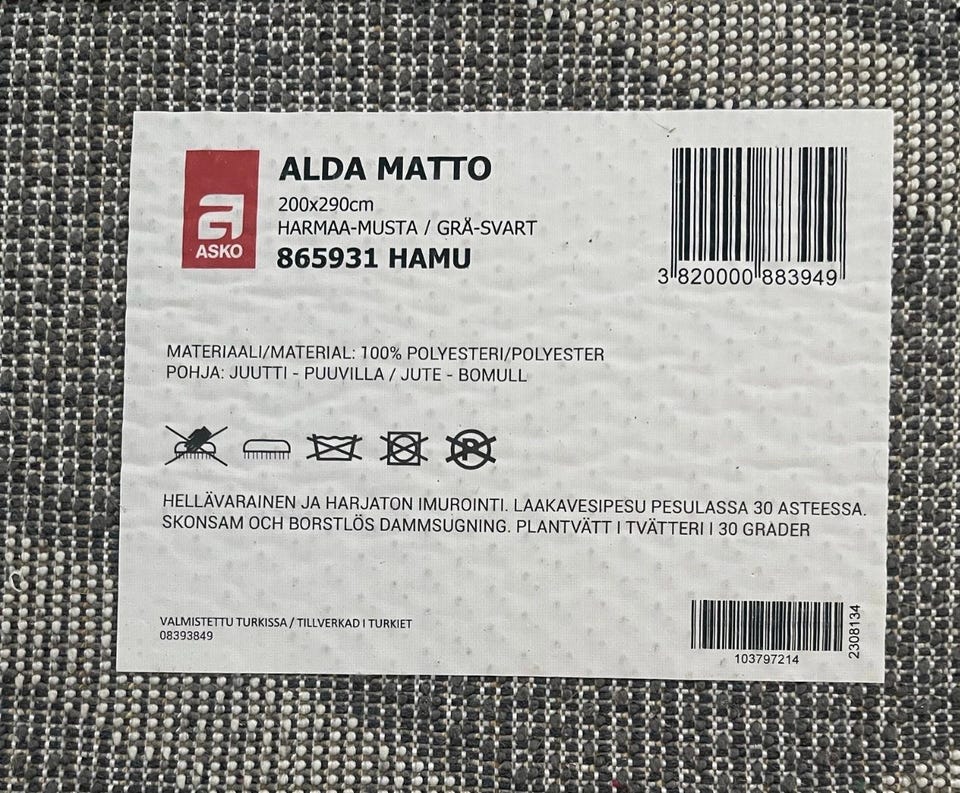 ASKO
ALDA MATTO
200x290cm
HARMAA-MUSTA / GRÄ-SVART
865931 HAMU
3 820000 883949
MATERIAALI/MATERIAL: 100% POLYESTERI/POLYESTER
POHJA: JUUTTI - PUUVILLA / JUTE - BOMULL
P
HELLÄVARAINEN JA HARJATON IMUROINTI. LAAKAVESIPESU PESULASSA 30 ASTEESSA.
SKONSAM OCH BORSTLÖS DAMMSUGNING. PLANTVÄTT I TVÄTTERI I 30 GRADER
VALMISTETTU TURKISSA / TILLVERKAD I TURKIET
08393849
103797214
2308134